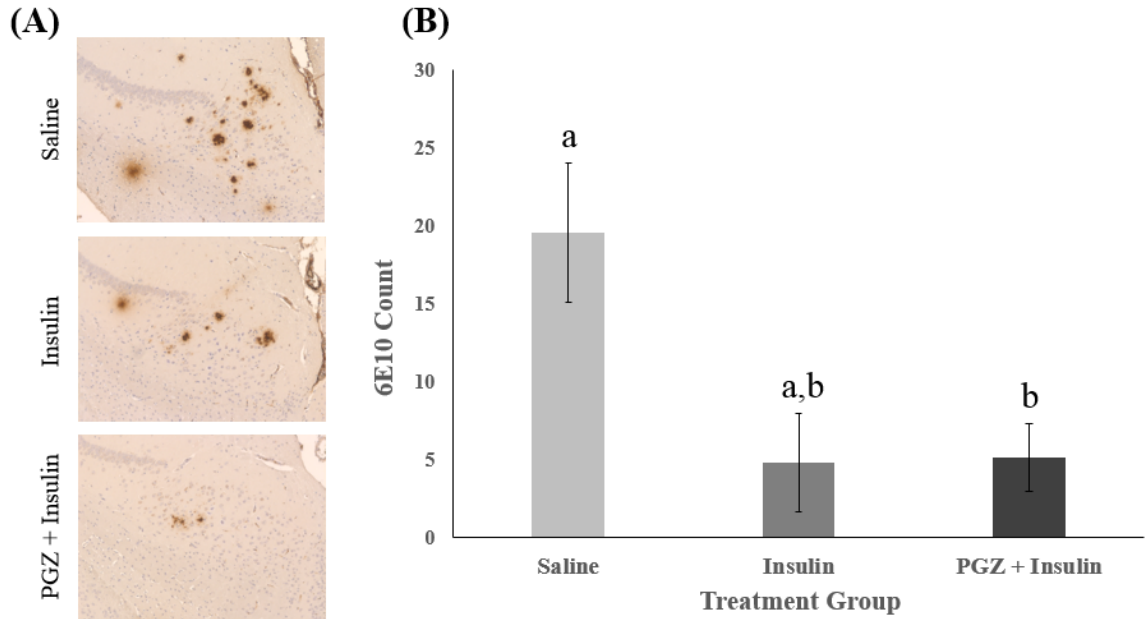 (A)
Saline
Insulin
PGZ + Insulin
(B)
30
25
20
15
10
5
0
6E10 Count
a
a,b
b
Saline
Insulin
PGZ + Insulin
Treatment Group